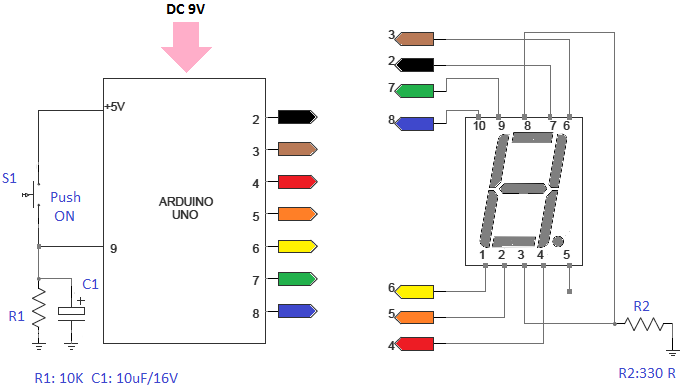 DC 9V
+5V
S1
Push
ON
ARDUINO
UNO
9
C1
+
R1
2
3
4
5
6
7
8
R1: 10K C1: 10uF/16V
3
2
7
8
10 9 8 7 6
1 2 3 4 5
6
5
4
R2
R2:330 R